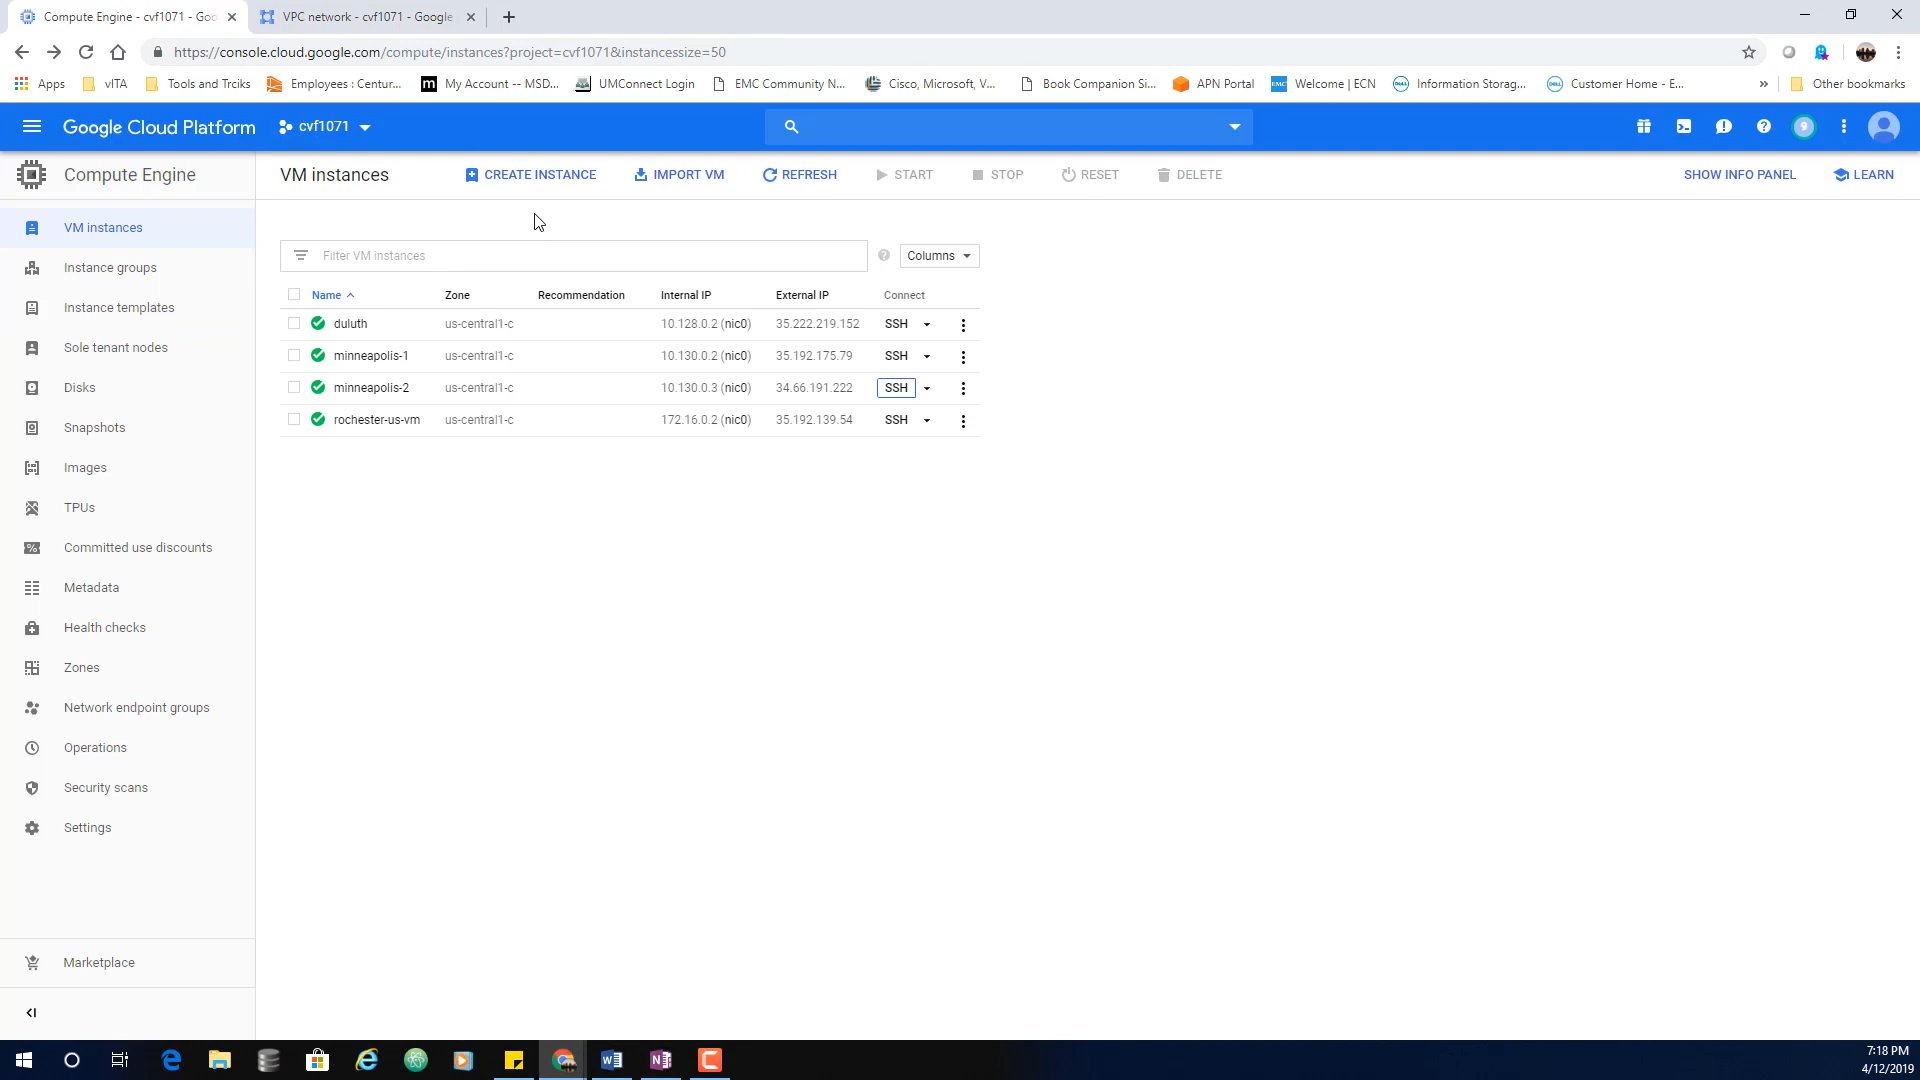 Compute Engine - cvf1071 - Goo
VPC network - cvf1071 - Google
https://console.cloud.google.com/compute/instances?project=cvf1071&instancessize=50
Apps vITA Tools and Trciks Employees : Centur... m My Account -- MSD... UMConnect Login EMC Community N... Cisco, Microsoft, V... Book Companion Si... APN Portal EMC Welcome | ECN Information Storag... Customer Home - E... » Other bookmarks
Google Cloud Platform cvf1071 9
Compute Engine
VM instances CREATE INSTANCE IMPORT VM REFRESH START STOP RESET DELETE SHOW INFO PANEL LEARN
VM instances
Instance groups
Instance templates
Sole tenant nodes
Disks
Snapshots
Images
TPUs
Committed use discounts
Metadata
Health checks
Zones
Network endpoint groups
Operations
Security scans
Settings
Marketplace
Filter VM instances Columns
Name Zone Recommendation Internal IP External IP Connect
duluth us-central1-c 10.128.0.2 (nic0) 35.222.219.152 SSH
minneapolis-1 us-central1-c 10.130.0.2 (nic0) 35.192.175.79 SSH
minneapolis-2 us-central1-c 10.130.0.3 (nic0) 34.66.191.222 SSH
rochester-us-vm us-central1-c 172.16.0.2 (nic0) 35.192.139.54 SSH
7:18 PM
4/12/2019